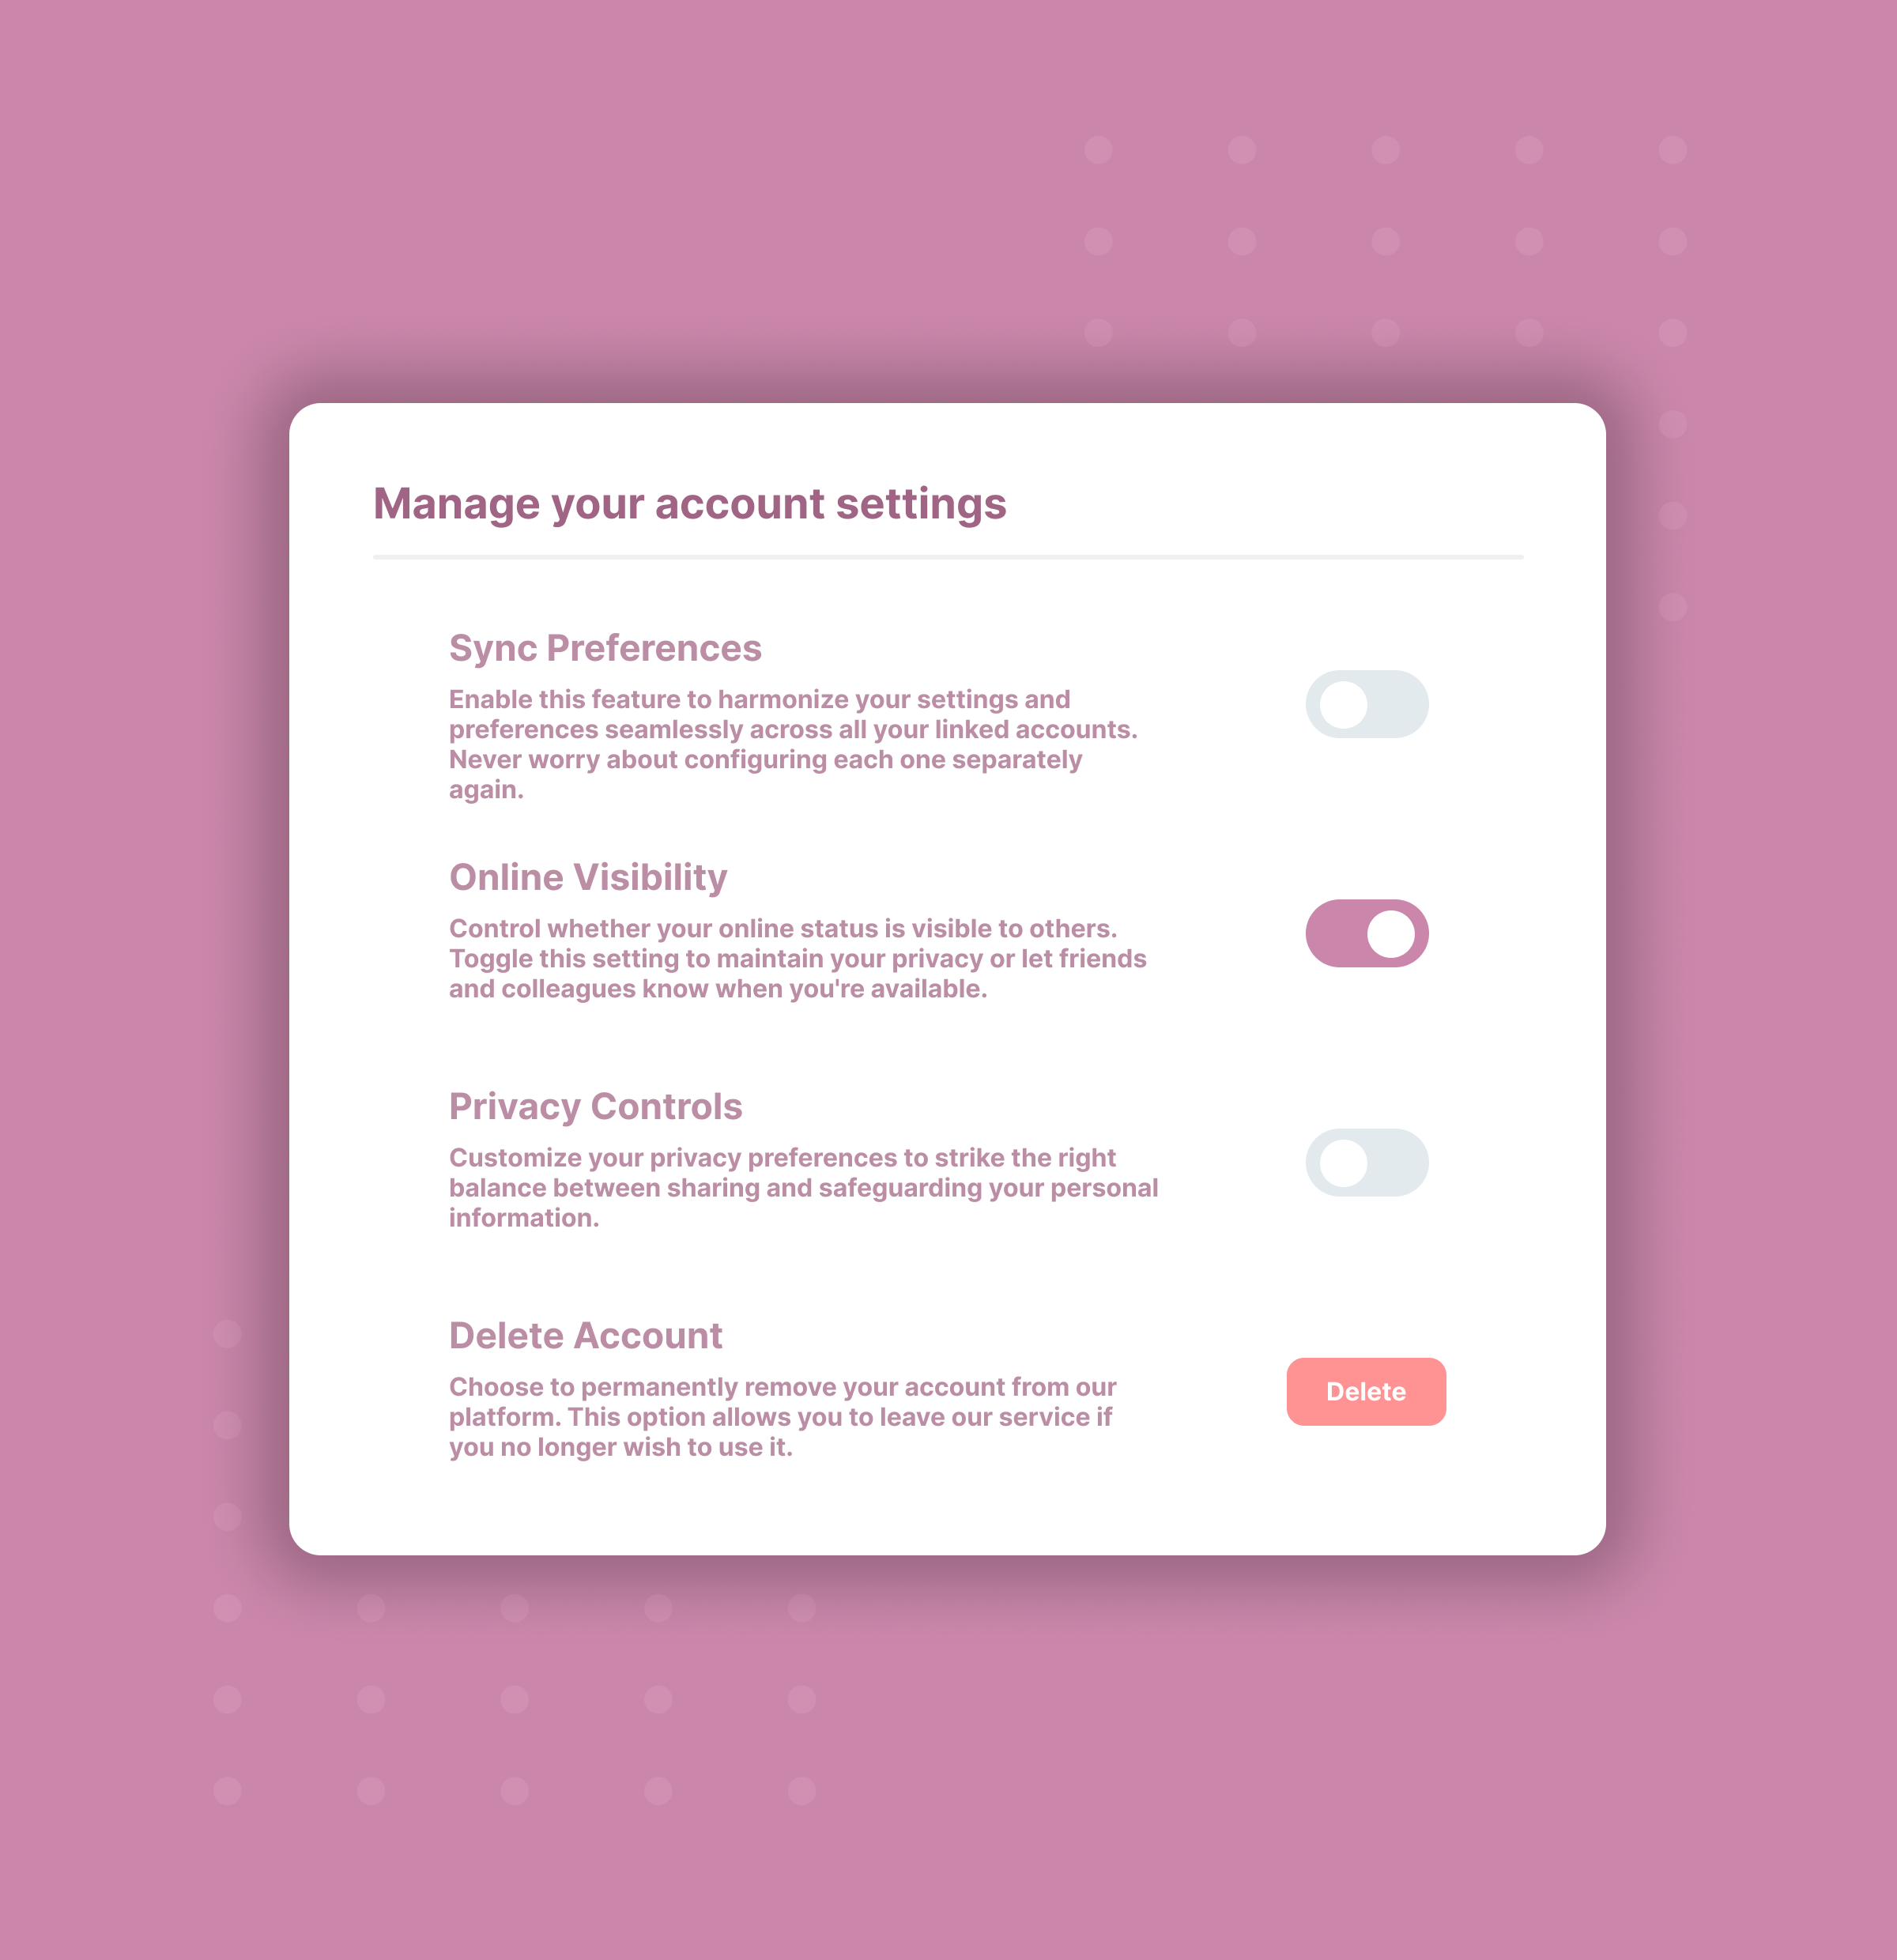 Manage your account settings
Sync Preferences
Enable this feature to harmonize your settings and
preferences seamlessly across all your linked accounts.
Never worry about configuring each one separately
again.
Online Visibility
Control whether your online status is visible to others.
Toggle this setting to maintain your privacy or let friends
and colleagues know when you're available.
Privacy Controls
Customize your privacy preferences to strike the right
balance between sharing and safeguarding your personal
information.
Delete Account
Choose to permanently remove your account from our
platform. This option allows you to leave our service if
you no longer wish to use it.
Delete